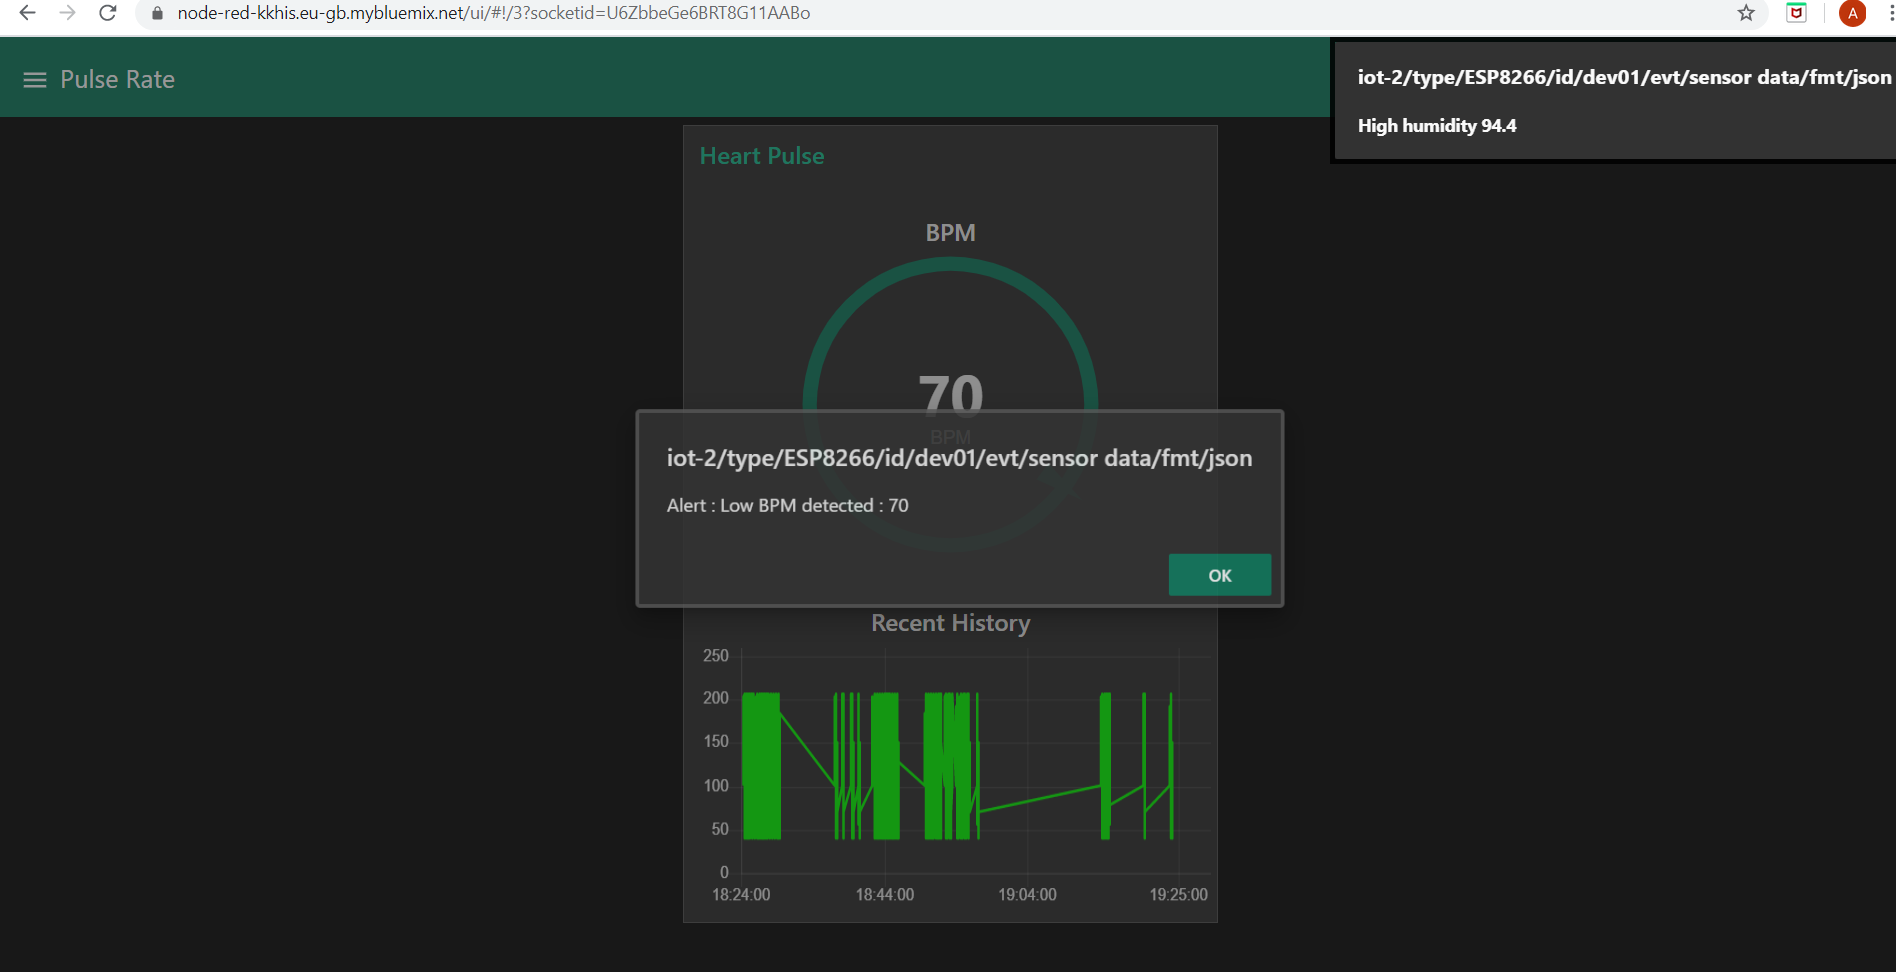 node-red-kkhis.eu-gb.mybluemix.net/ui/#!/3?socketid=U6ZbbeGe6BRT8G11AABo
A
Pulse Rate
iot-2/type/ESP8266/id/dev01/evt/sensor data/fmt/json
High humidity 94.4
Heart Pulse
BPM
70
BPM
iot-2/type/ESP8266/id/dev01/evt/sensor data/fmt/json
Alert : Low BPM detected : 70
OK
Recent History
250
200
150
100
50
0
18:24:00 18:44:00 19:04:00 19:25:00